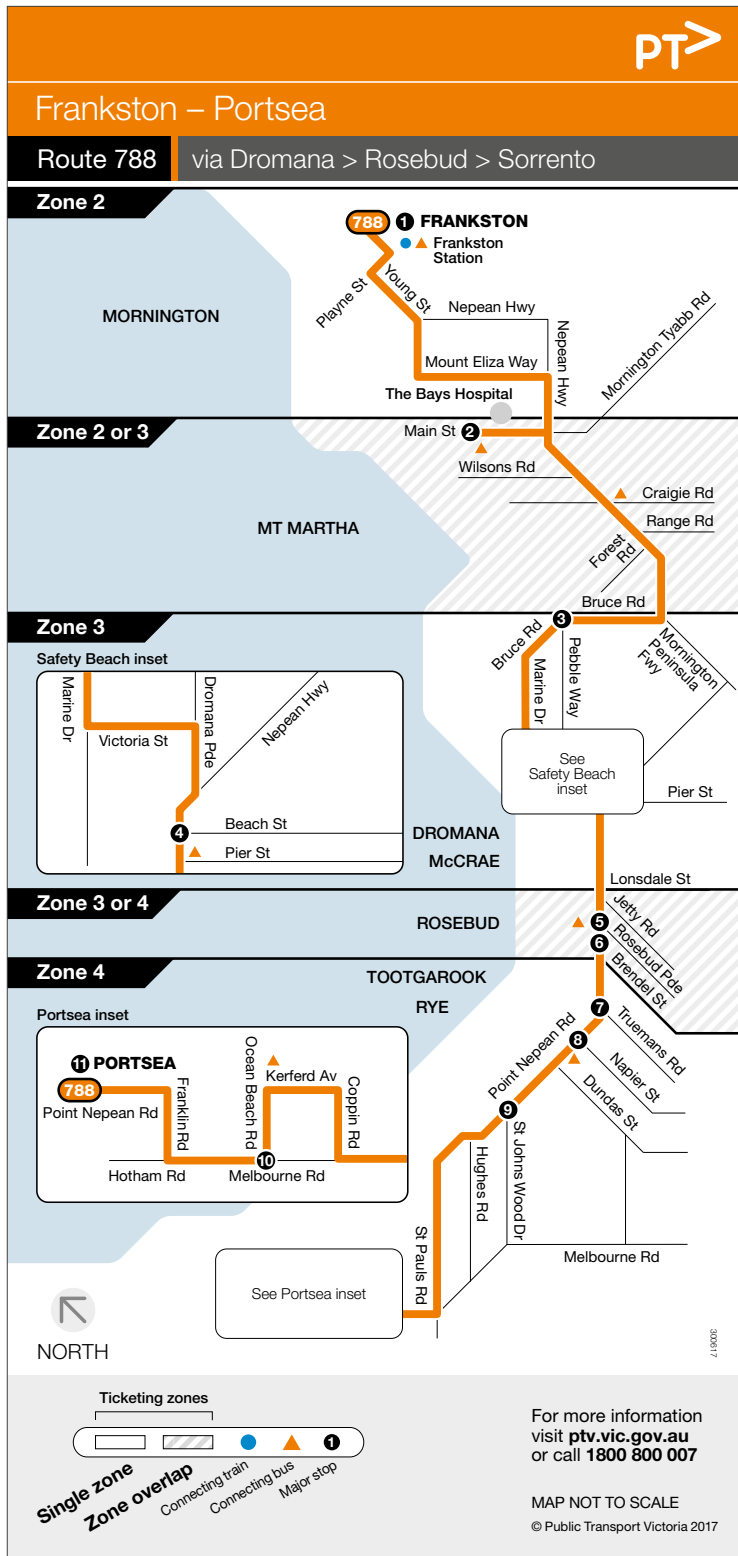 PT>
Frankston – Portsea
Route 788
via Dromana > Rosebud > Sorrento
Zone 2
788
1 FRANKSTON
Frankston
Station
Playne St
Young St
Nepean Hwy
MORNINGTON
Mornington Tyabb Rd
Nepean Hwy
Mount Eliza Way
The Bays Hospital
Zone 2 or 3
Main St 2
Wilsons Rd
Craigie Rd
Range Rd
MT MARTHA
Forest
Rd
Bruce Rd
Zone 3
3
Bruce Rd
Marine Dr
Pebble Way
Mornington
Peninsula
Fwy
Safety Beach inset
Marine Dr
Dromana Pde
Nepean Hwy
Victoria St
4
Beach St
Pier St
See
Safety Beach
inset
Pier St
DROMANA
McCRAE
Lonsdale St
Zone 3 or 4
ROSEBUD
5
Jetty Rd
6
Rosebud Pde
Brendel St
Zone 4
TOOTGAROOK
RYE
7
Truemans Rd
Point Nepean Rd
8
Napier St
Dundas St
9
St Johns Wood Dr
Hughes Rd
St Pauls Rd
Melbourne Rd
Portsea inset
11 PORTSEA
788
Point Nepean Rd
Franklin Rd
Ocean Beach Rd
Kerferd Av
Coppin Rd
Hotham Rd
10
Melbourne Rd
See Portsea inset
NORTH
300617
Ticketing zones
1
Single zone
Zone overlap
Connecting train
Connecting bus
Major stop
For more information
visit ptv.vic.gov.au
or call 1800 800 007
MAP NOT TO SCALE
© Public Transport Victoria 2017